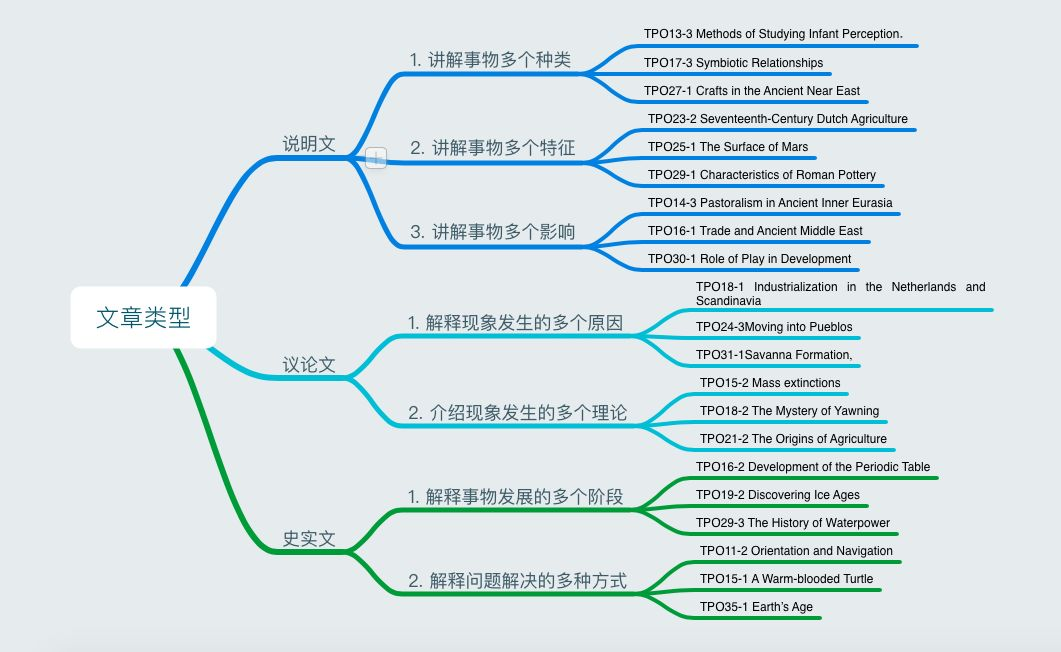 文章类型
说明文
1. 讲解事物多个种类
TPO13-3 Methods of Studying Infant Perception.
TPO17-3 Symbiotic Relationships
TPO27-1 Crafts in the Ancient Near East
2. 讲解事物多个特征
TPO23-2 Seventeenth-Century Dutch Agriculture
TPO25-1 The Surface of Mars
TPO29-1 Characteristics of Roman Pottery
3. 讲解事物多个影响
TPO14-3 Pastoralism in Ancient Inner Eurasia
TPO16-1 Trade and Ancient Middle East
TPO30-1 Role of Play in Development
议论文
1. 解释现象发生的多个原因
TPO18-1 Industrialization in the Netherlands and
Scandinavia
TPO24-3Moving into Pueblos
TPO31-1Savanna Formation,
2. 介绍现象发生的多个理论
TPO15-2 Mass extinctions
TPO18-2 The Mystery of Yawning
TPO21-2 The Origins of Agriculture
史实文
1. 解释事物发展的多个阶段
TPO16-2 Development of the Periodic Table
TPO19-2 Discovering Ice Ages
TPO29-3 The History of Waterpower
2. 解释问题解决的多种方式
TPO11-2 Orientation and Navigation
TPO15-1 A Warm-blooded Turtle
TPO35-1 Earth's Age